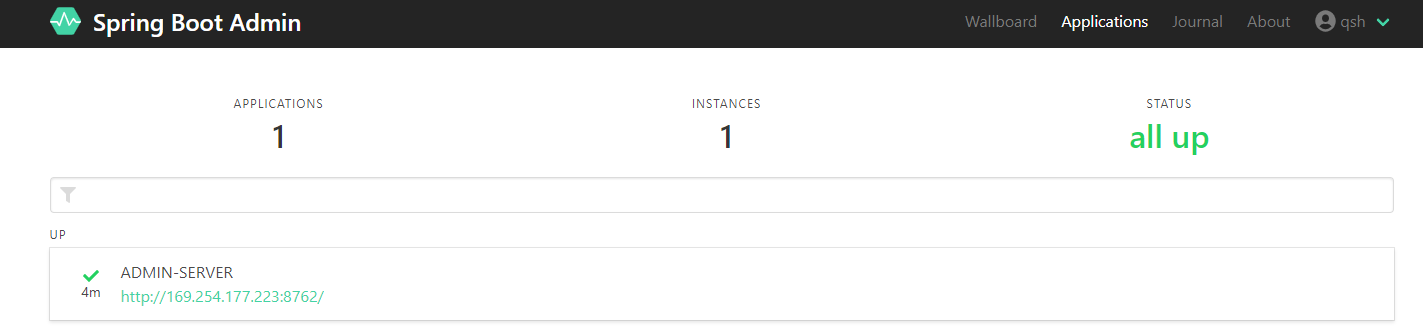 Spring Boot Admin
Wallboard Applications Journal About qsh
APPLICATIONS INSTANCES STATUS
1 1 all up
UP
ADMIN-SERVER
4m
http://169.254.177.223:8762/